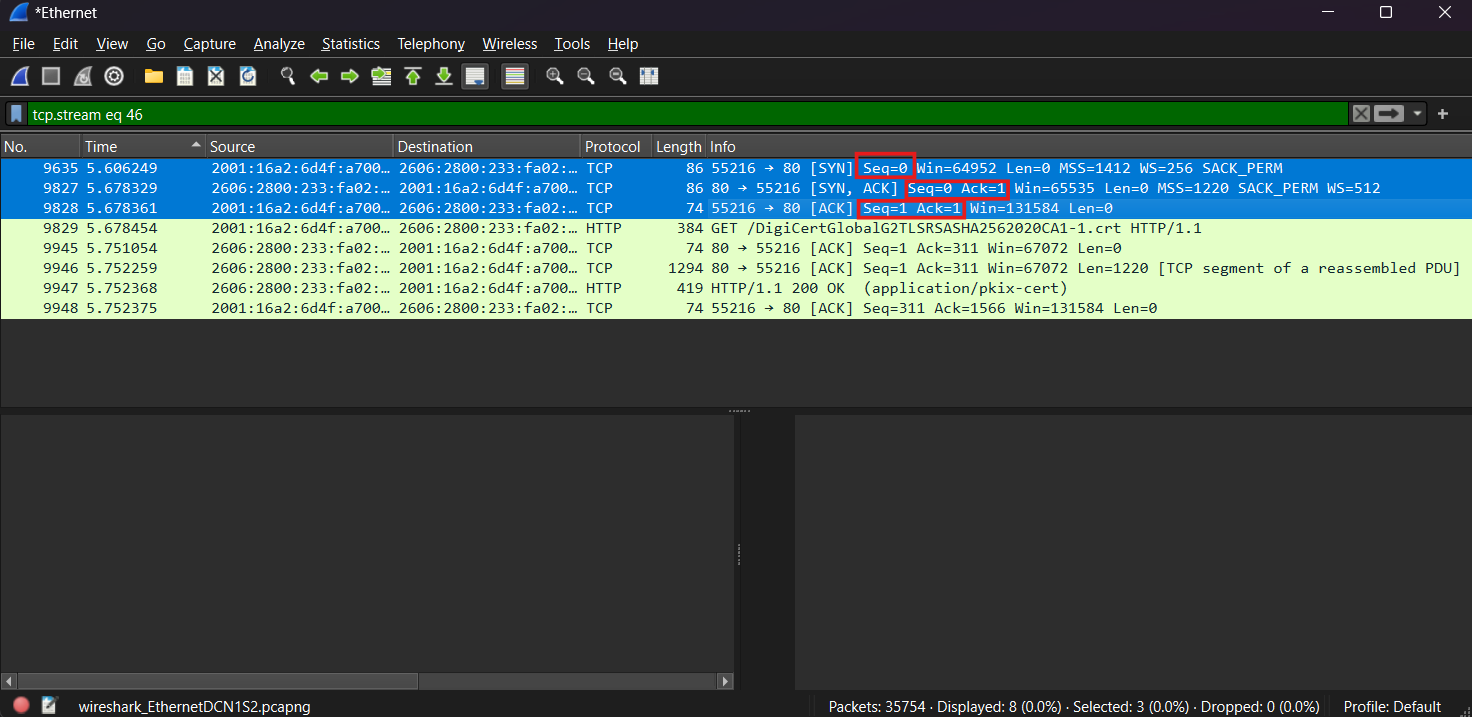 *Ethernet
File Edit View Go Capture Analyze Statistics Telephony Wireless Tools Help
tcp.stream eq 46
No. Time Source Destination Protocol Length Info
9635 5.606249 2001:16a2:6d4f:a700… 2606:2800:233:fa02:… TCP 86 55216 → 80 [SYN] Seq=0 Win=64952 Len=0 MSS=1412 WS=256 SACK_PERM
9827 5.678329 2606:2800:233:fa02:… 2001:16a2:6d4f:a700… TCP 86 80 → 55216 [SYN, ACK] Seq=0 Ack=1 Win=65535 Len=0 MSS=1220 SACK_PERM WS=512
9828 5.678361 2001:16a2:6d4f:a700… 2606:2800:233:fa02:… TCP 74 55216 → 80 [ACK] Seq=1 Ack=1 Win=131584 Len=0
9829 5.678454 2001:16a2:6d4f:a700… 2606:2800:233:fa02:… HTTP 384 GET /DigiCertGlobalG2TLSRSASHA2562020CA1-1.crt HTTP/1.1
9945 5.751054 2606:2800:233:fa02:… 2001:16a2:6d4f:a700… TCP 74 80 → 55216 [ACK] Seq=1 Ack=311 Win=67072 Len=0
9946 5.752259 2606:2800:233:fa02:… 2001:16a2:6d4f:a700… TCP 1294 80 → 55216 [ACK] Seq=1 Ack=311 Win=67072 Len=1220 [TCP segment of a reassembled PDU]
9947 5.752368 2606:2800:233:fa02:… 2001:16a2:6d4f:a700… HTTP 419 HTTP/1.1 200 OK  (application/pkix-cert)
9948 5.752375 2001:16a2:6d4f:a700… 2606:2800:233:fa02:… TCP 74 55216 → 80 [ACK] Seq=311 Ack=1566 Win=131584 Len=0
wireshark_EthernetDCN1S2.pcapng Packets: 35754 · Displayed: 8 (0.0%) · Selected: 3 (0.0%) · Dropped: 0 (0.0%) Profile: Default